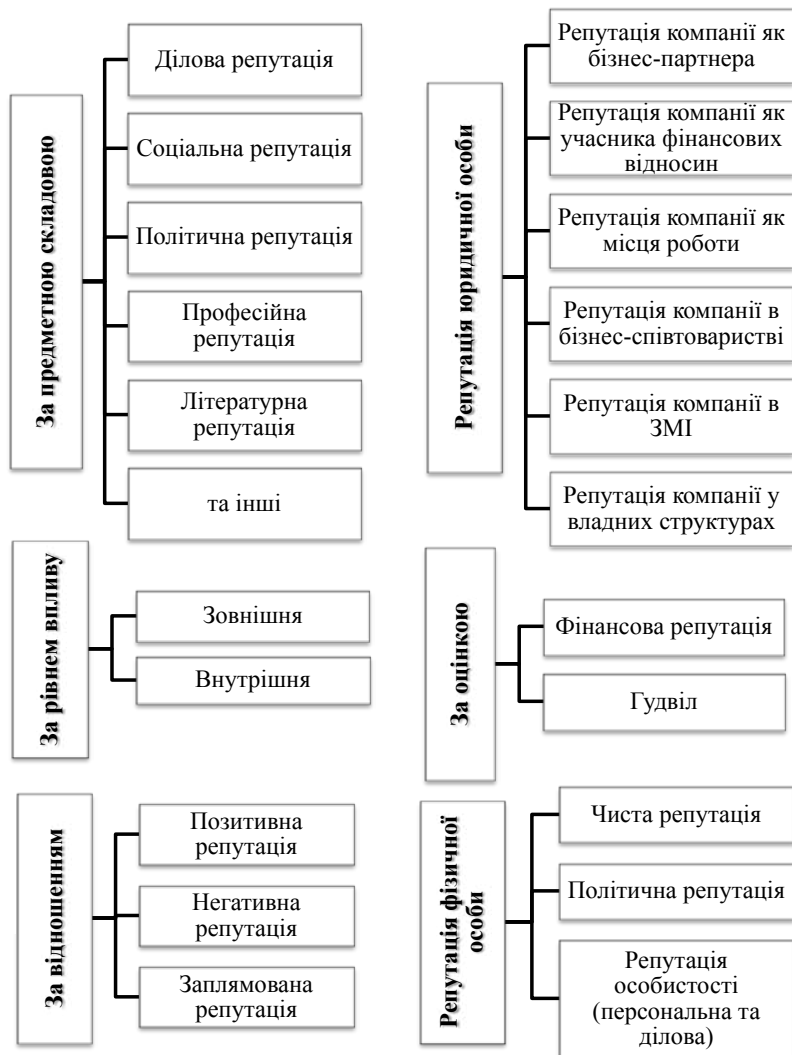 За предметною складовою
Ділова репутація
Соціальна репутація
Політична репутація
Професійна
репутація
Літературна
репутація
та інші
Репутація юридичної особи
Репутація компанії як
бізнес-партнера
Репутація компанії як
учасника фінансових
відносин
Репутація компанії як
місця роботи
Репутація компанії в
бізнес-співтоваристві
Репутація компанії в
ЗМІ
Репутація компанії у
владних структурах
За рівнем впливу
Зовнішня
Внутрішня
За оцінкою
Фінансова репутація
Гудвіл
За відношенням
Позитивна
репутація
Негативна
репутація
Заплямована
репутація
Репутація фізичної
особи
Чиста репутація
Політична репутація
Репутація
особистості
(персональна та
ділова)